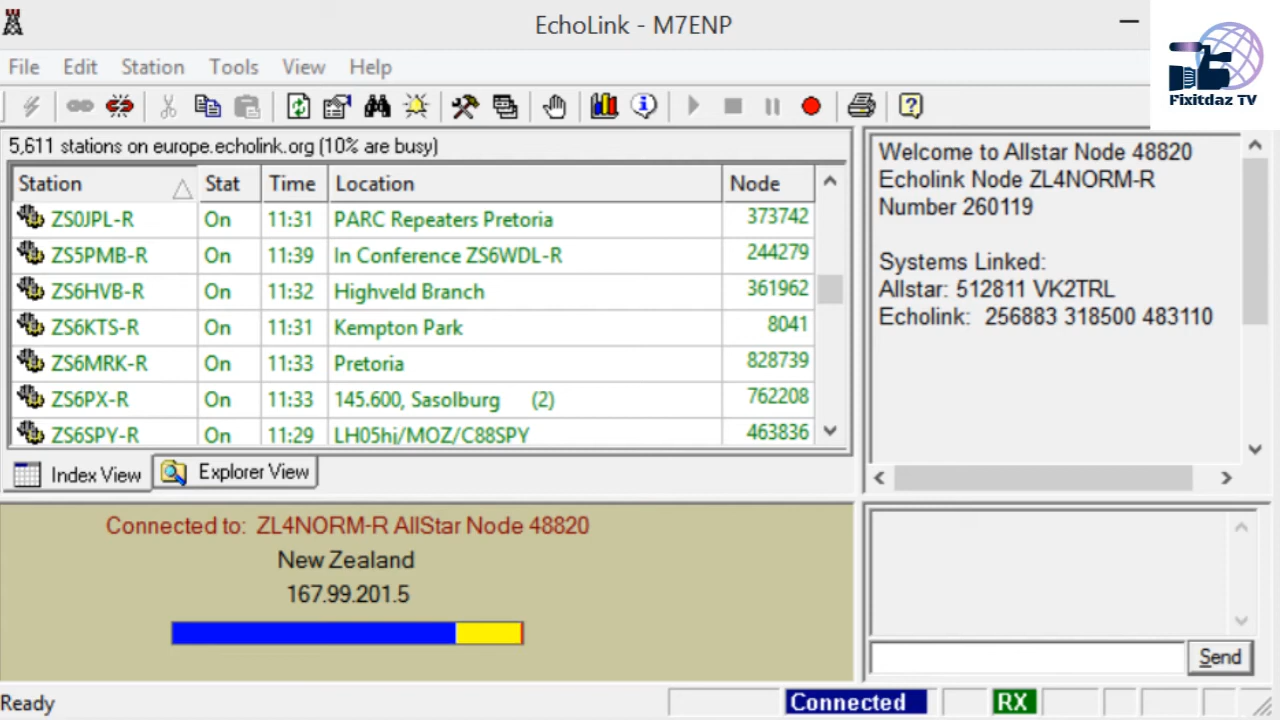 EchoLink - M7ENP
Fixitdaz TV
File Edit Station Tools View Help
5,611 stations on europe.echolink.org (10% are busy)
Station Stat Time Location Node
ZS0JPL-R On 11:31 PARC Repeaters Pretoria 373742
ZS5PMB-R On 11:39 In Conference ZS6WDL-R 244279
ZS6HVB-R On 11:32 Highveld Branch 361962
ZS6KTS-R On 11:31 Kempton Park 8041
ZS6MRK-R On 11:33 Pretoria 828739
ZS6PX-R On 11:33 145.600, Sasolburg (2) 762208
ZS6SPY-R On 11:29 LH05hj/MOZ/C88SPY 463836
Index View Explorer View
Welcome to Allstar Node 48820
Echolink Node ZL4NORM-R
Number 260119
Systems Linked:
Allstar: 512811 VK2TRL
Echolink: 256883 318500 483110
Connected to: ZL4NORM-R AllStar Node 48820
New Zealand
167.99.201.5
Send
Ready Connected RX